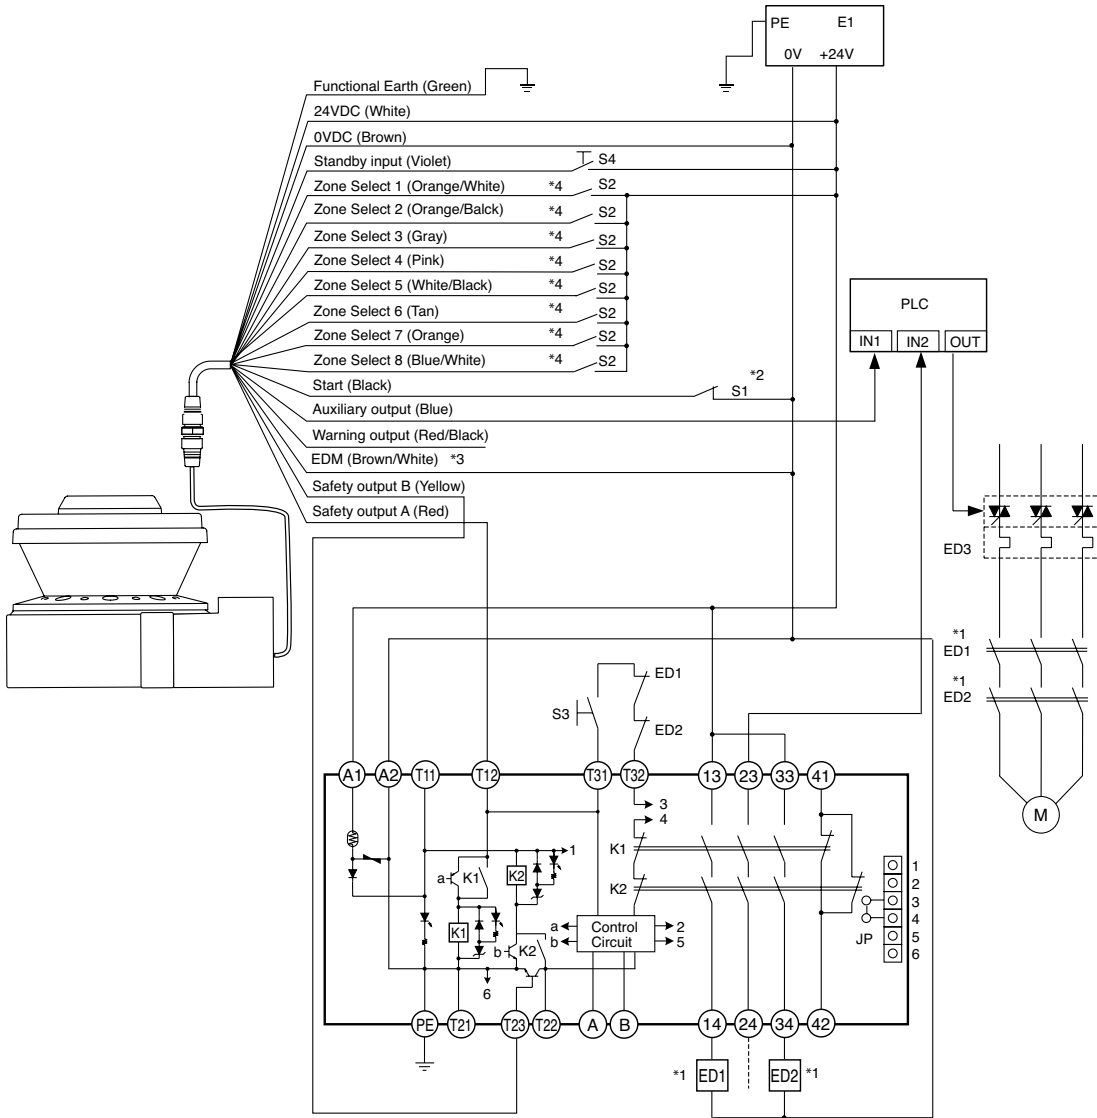 PE E1
0V +24V
Functional Earth (Green)
24VDC (White)
0VDC (Brown)
Standby input (Violet) S4
Zone Select 1 (Orange/White) *4 S2
Zone Select 2 (Orange/Balck) *4 S2
Zone Select 3 (Gray) *4 S2
Zone Select 4 (Pink) *4 S2
Zone Select 5 (White/Black) *4 S2
Zone Select 6 (Tan) *4 S2
Zone Select 7 (Orange) *4 S2
Zone Select 8 (Blue/White) *4 S2
Start (Black) S1 *2
Auxiliary output (Blue)
Warning output (Red/Black)
EDM (Brown/White) *3
Safety output B (Yellow)
Safety output A (Red)
PLC
IN1 IN2 OUT
ED3
*1
ED1
*1
ED2
M
ED1
S3
ED2
A1 A2 T11 T12 T31 T32 13 23 33 41
3
4
K1
1
a K1 K2
K2
K1
a Control 2
b Circuit 5
b K2
6
1
2
3
4
JP 5
6
PE T21 T23 T22 A B 14 24 34 42
*1 ED1 ED2 *1